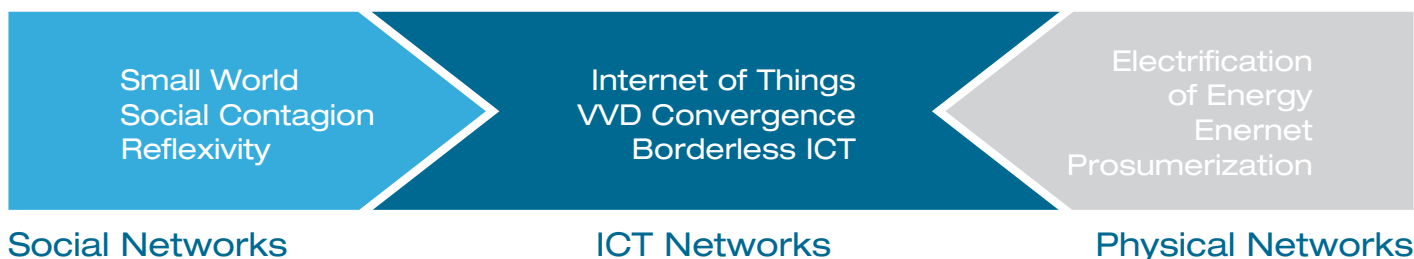 Small World
Social Contagion
Reflexivity
Internet of Things
VVD Convergence
Borderless ICT
Electrification
of Energy
Enernet
Prosumerization
Social Networks
ICT Networks
Physical Networks